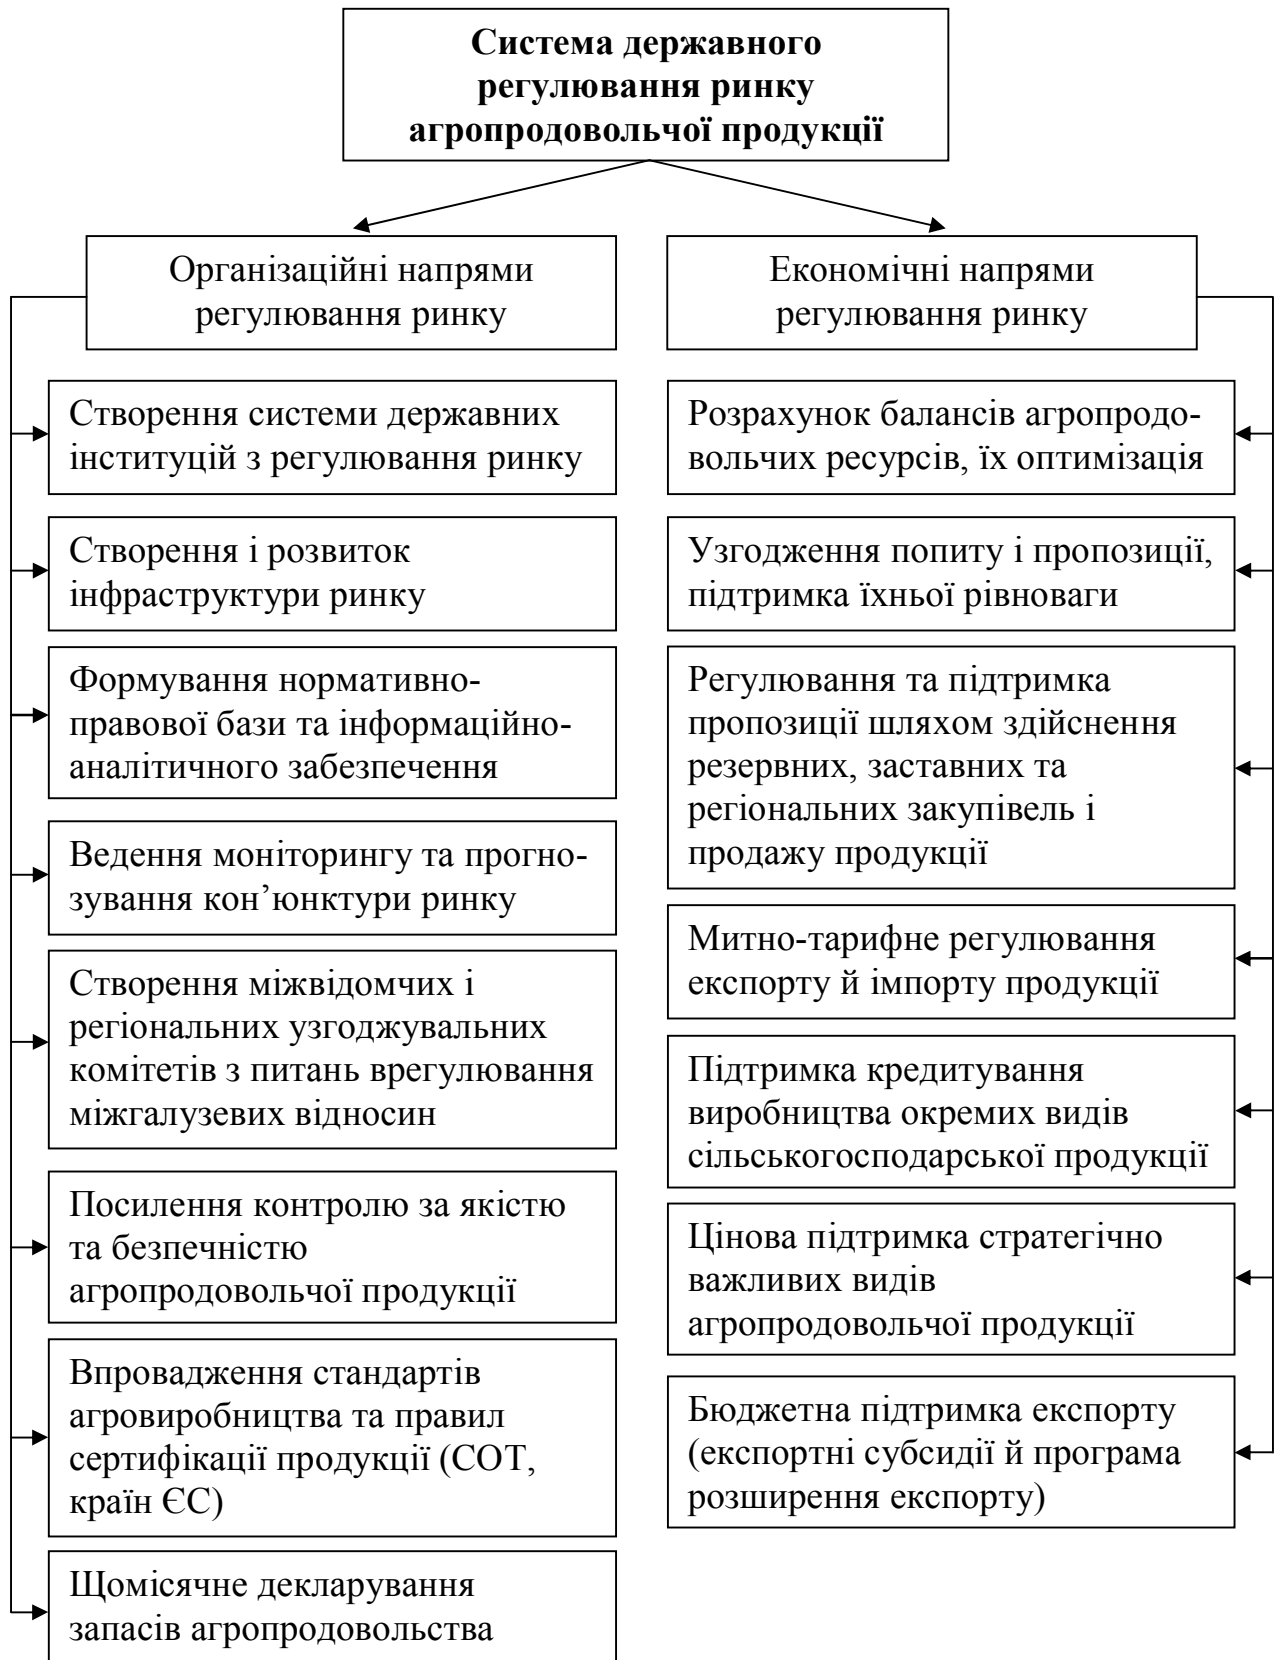 Система державного
регулювання ринку
агропродовольчої продукції
Організаційні напрями
регулювання ринку
Створення системи державних
інституцій з регулювання ринку
Створення і розвиток
інфраструктури ринку
Формування нормативно-
правової бази та інформаційно-
аналітичного забезпечення
Ведення моніторингу та прогно-
зування кон’юнктури ринку
Створення міжвідомчих і
регіональних узгоджувальних
комітетів з питань врегулювання
міжгалузевих відносин
Посилення контролю за якістю
та безпечністю
агропродовольчої продукції
Впровадження стандартів
агровиробництва та правил
сертифікації продукції (СОТ,
країн ЄС)
Щомісячне декларування
запасів агропродовольства
Економічні напрями
регулювання ринку
Розрахунок балансів агропродо-
вольчих ресурсів, їх оптимізація
Узгодження попиту і пропозиції,
підтримка їхньої рівноваги
Регулювання та підтримка
пропозиції шляхом здійснення
резервних, заставних та
регіональних закупівель і
продажу продукції
Митно-тарифне регулювання
експорту й імпорту продукції
Підтримка кредитування
виробництва окремих видів
сільськогосподарської продукції
Цінова підтримка стратегічно
важливих видів
агропродовольчої продукції
Бюджетна підтримка експорту
(експортні субсидії й програма
розширення експорту)